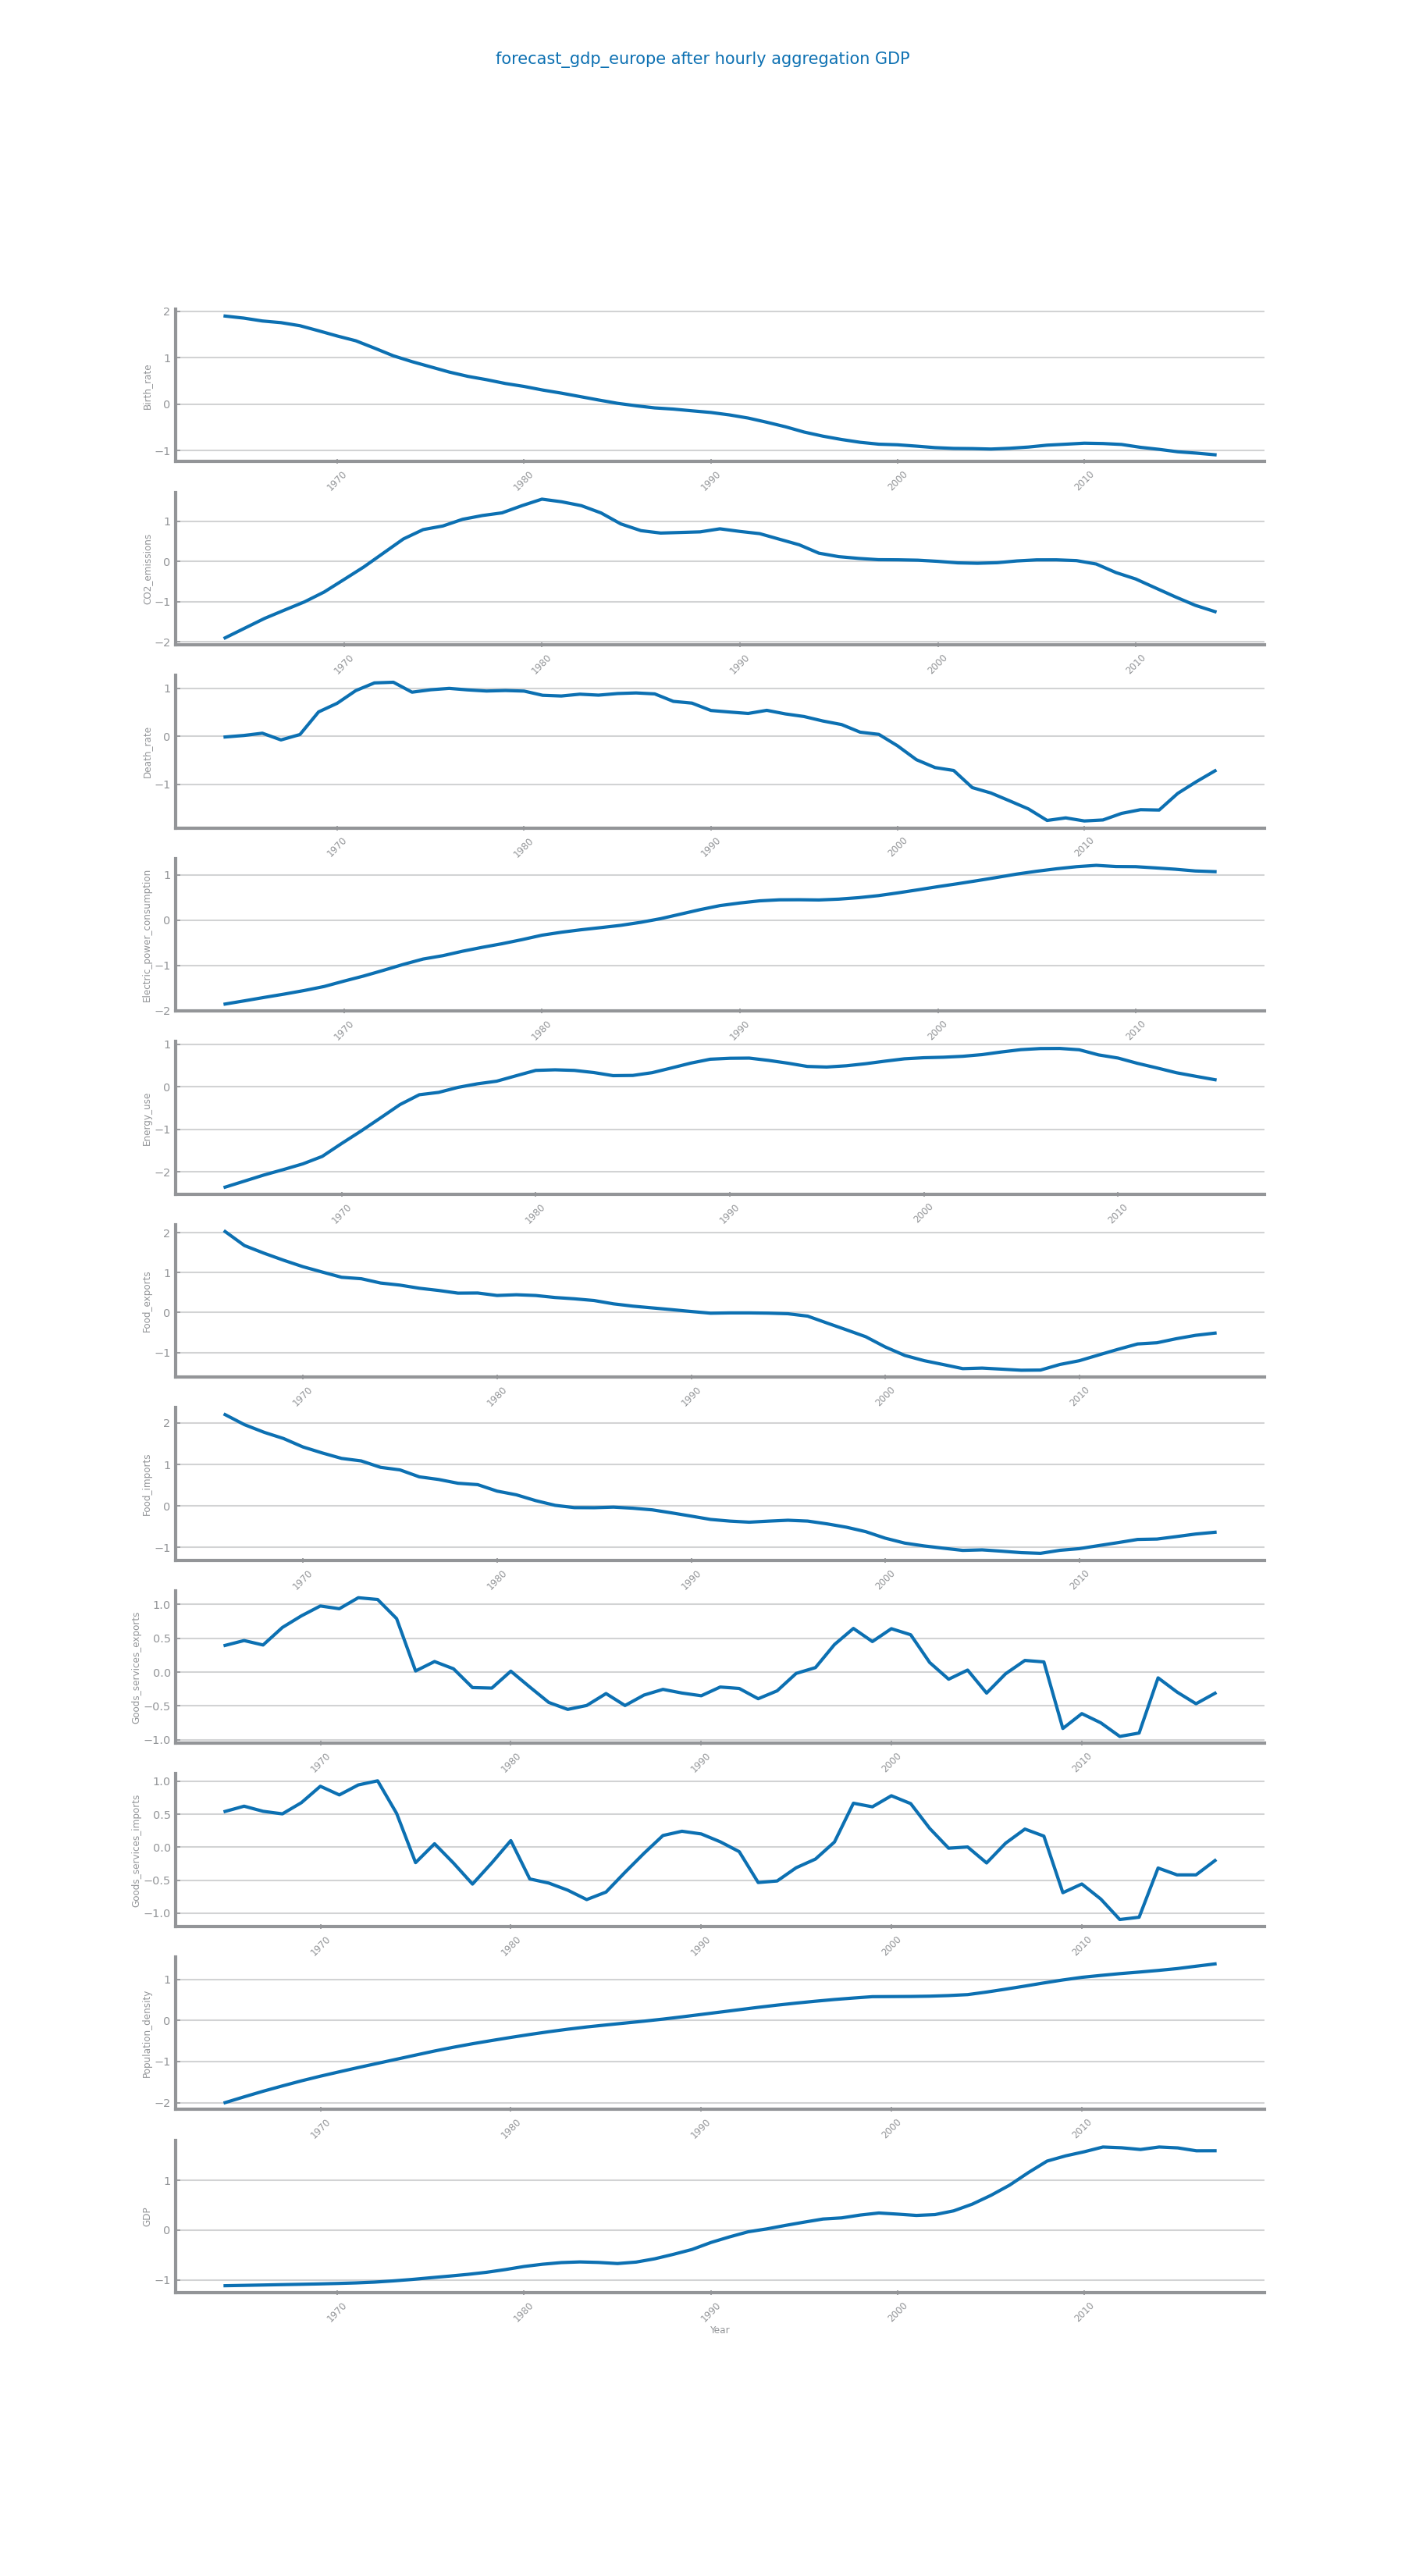 forecast_gdp_europe after hourly aggregation GDP
2
1
0
−1
Birth_rate
1970 1980 1990 2000 2010
1
0
−1
−2
CO2_emissions
1970 1980 1990 2000 2010
1
0
−1
Death_rate
1970 1980 1990 2000 2010
1
0
−1
−2
Electric_power_consumption
1970 1980 1990 2000 2010
1
0
−1
−2
Energy_use
1970 1980 1990 2000 2010
2
1
0
−1
Food_exports
1970 1980 1990 2000 2010
2
1
0
−1
Food_imports
1970 1980 1990 2000 2010
1.0
0.5
0.0
−0.5
−1.0
Goods_services_exports
1970 1980 1990 2000 2010
1.0
0.5
0.0
−0.5
−1.0
Goods_services_imports
1970 1980 1990 2000 2010
1
0
−1
−2
Population_density
1970 1980 1990 2000 2010
1
0
−1
GDP
1970 1980 1990 2000 2010
Year